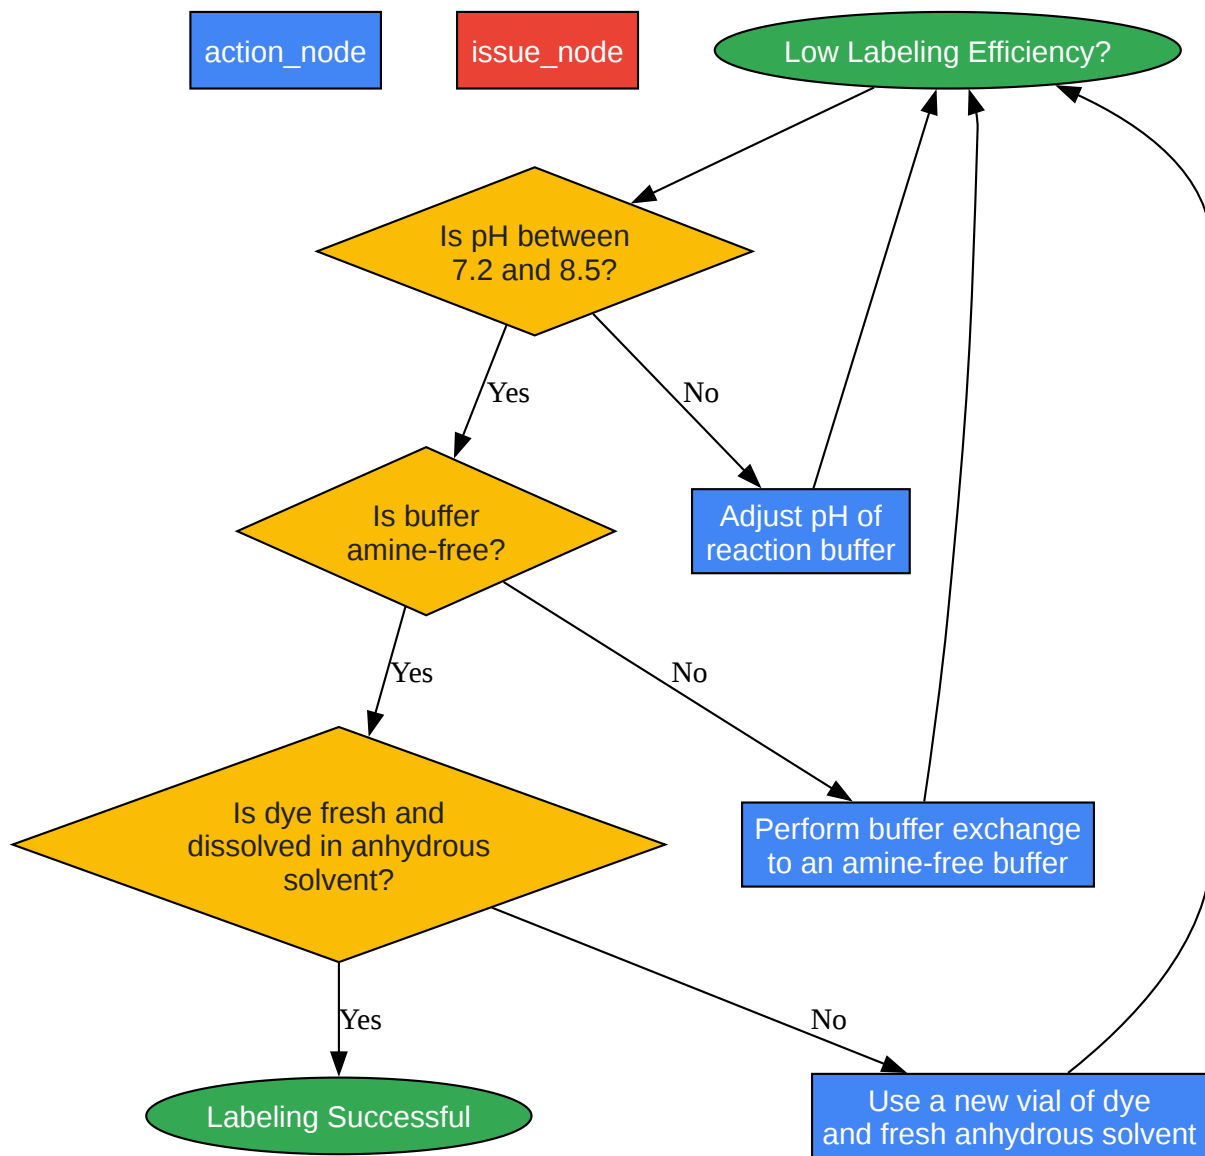 action_node
issue_node
Low Labeling Efficiency?
Is pH between
7.2 and 8.5?
Yes
No
Is buffer
amine-free?
Adjust pH of
reaction buffer
Yes
No
Is dye fresh and
dissolved in anhydrous
solvent?
Perform buffer exchange
to an amine-free buffer
Yes
No
Labeling Successful
Use a new vial of dye
and fresh anhydrous solvent